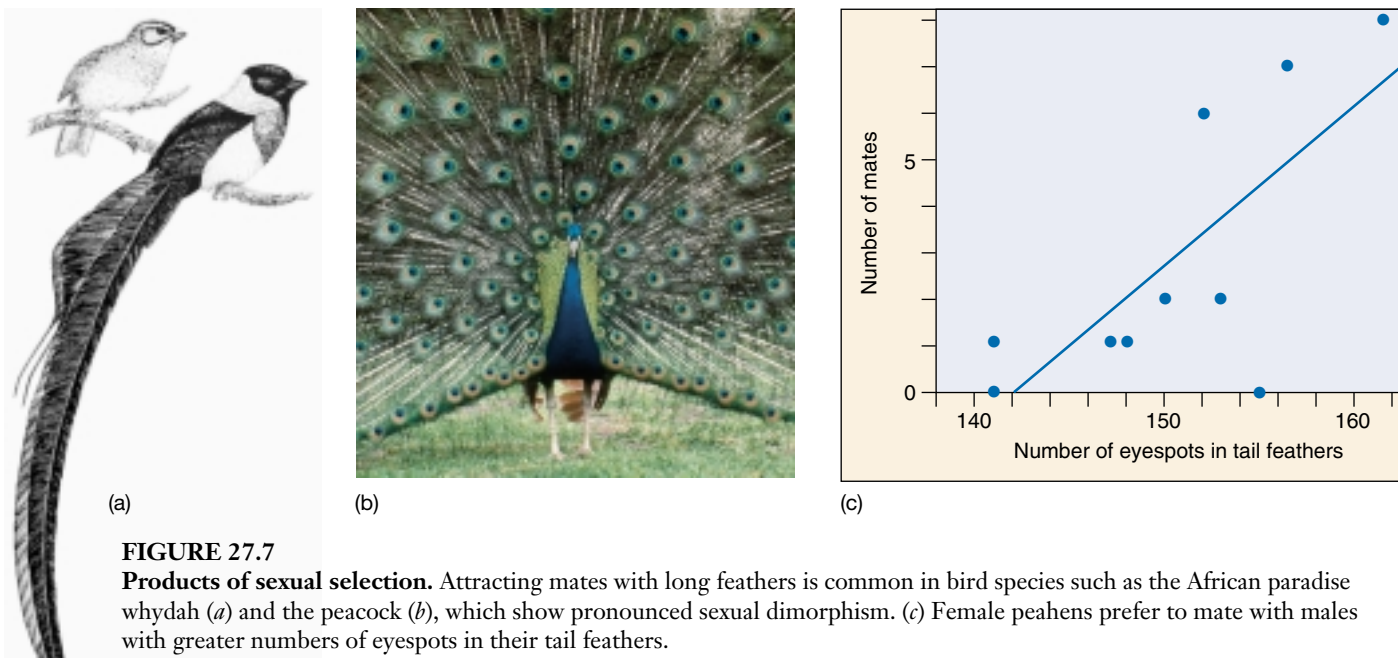 (a)
(b)
Number of mates
5
0
140 150 160
Number of eyespots in tail feathers
(c)
FIGURE 27.7
Products of sexual selection. Attracting mates with long feathers is common in bird species such as the African paradise
whydah (a) and the peacock (b), which show pronounced sexual dimorphism. (c) Female peahens prefer to mate with males
with greater numbers of eyespots in their tail feathers.